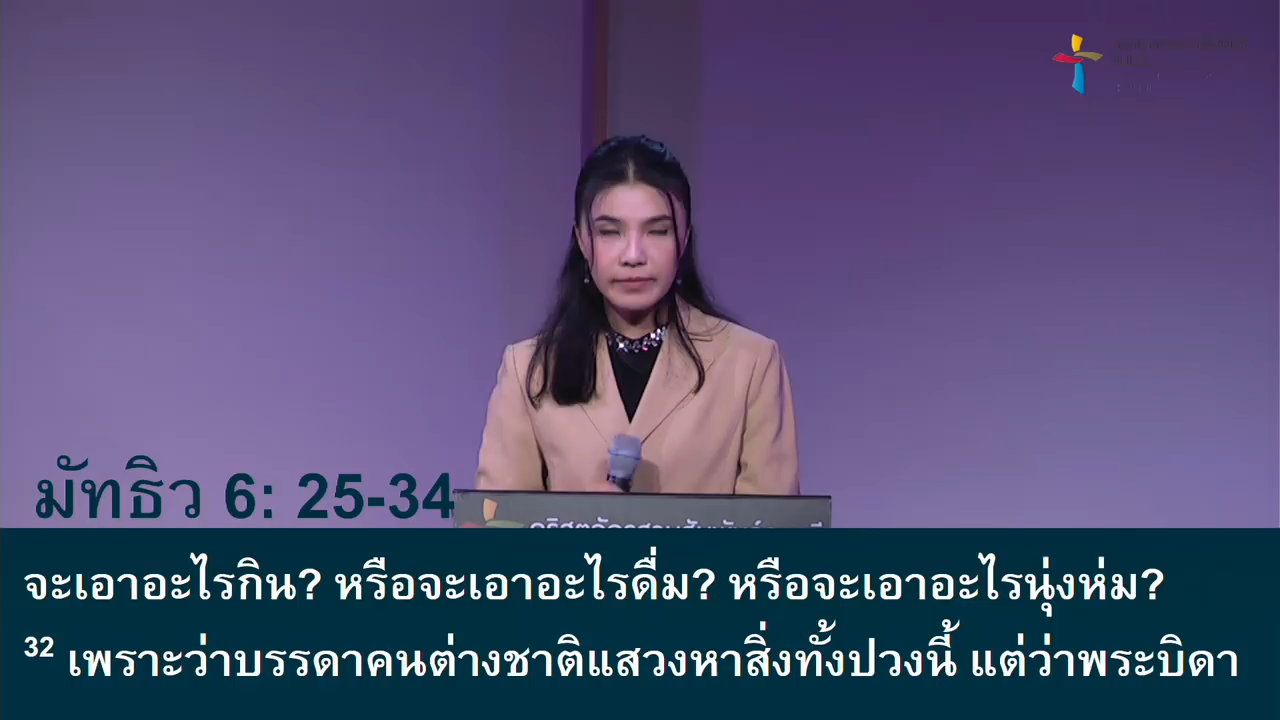 มัทธิว 6: 25-34
จะเอาอะไรกิน? หรือจะเอาอะไรดื่ม? หรือจะเอาอะไรนุ่งห่ม?
32 เพราะว่าบรรดาคนต่างชาติแสวงหาสิ่งทั้งปวงนี้ แต่ว่าพระบิดา